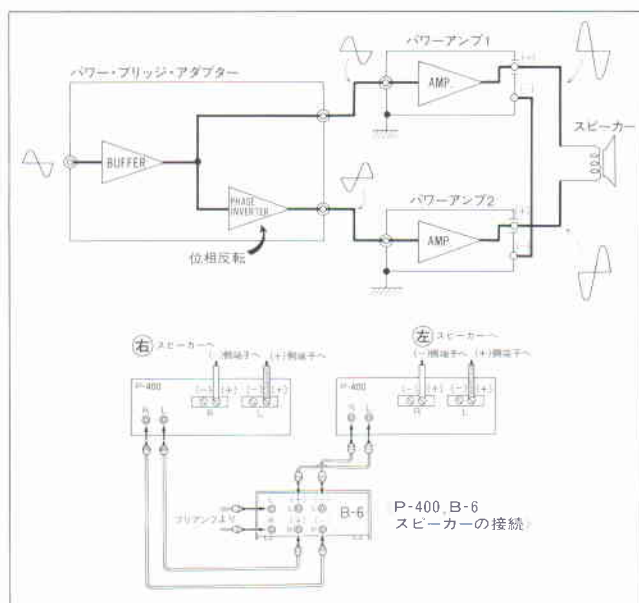 パワー・ブリッジ・アダプター
BUFFER
PHASE
INVERTER
位相反転
パワーアンプ1
AMP.
(+)
(-)
パワーアンプ2
AMP.
(+)
(-)
スピーカー
右 スピーカーへ
(-)側端子へ (+)側端子へ
P-400
(-) (+) (-) (+)
R L
R L
左 スピーカーへ
(-)側端子へ (+)側端子へ
P-400
(-) (+) (-) (+)
R L
R L
プリアンプより
L
R
L (+) L (-)
R (+) R (-)
B-6
P-400, B-6
スピーカーの接続